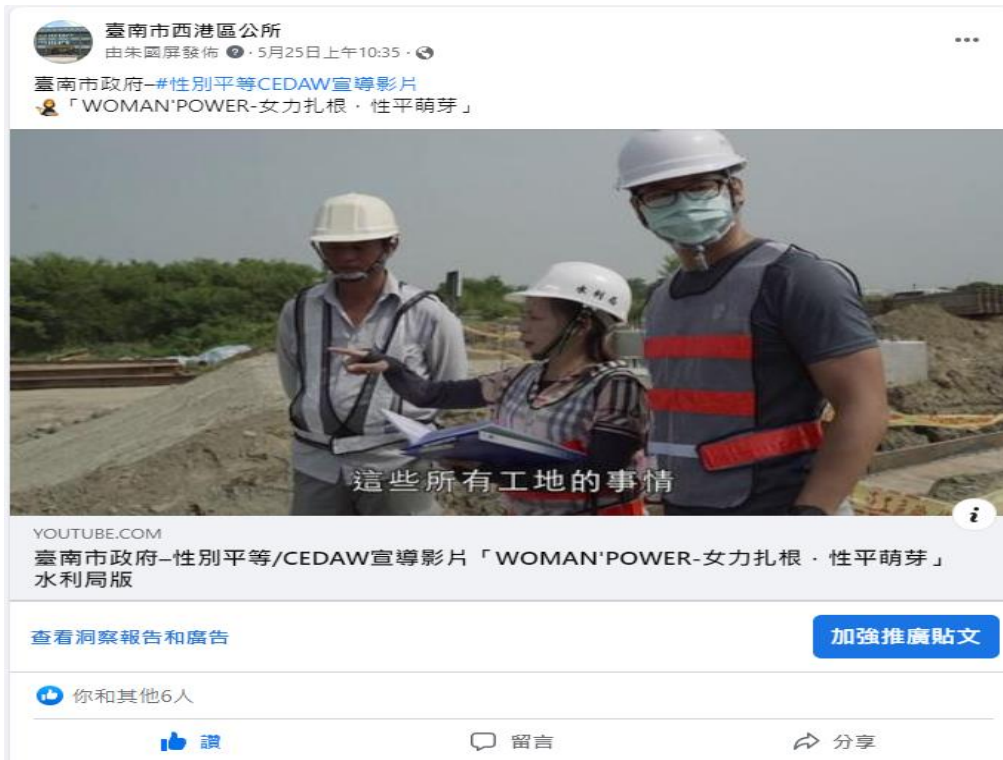 臺南市西港區公所
由朱國屏發佈 · 5月25日上午10:35 ·
臺南市政府–#性別平等CEDAW宣導影片
「WOMAN'POWER-女力扎根 · 性平萌芽」
水利局
這些所有工地的事情
YOUTUBE.COM
臺南市政府–性別平等/CEDAW宣導影片「WOMAN'POWER-女力扎根 · 性平萌芽」
水利局版
查看洞察報告和廣告
加強推廣貼文
你和其他6人
讚
留言
分享